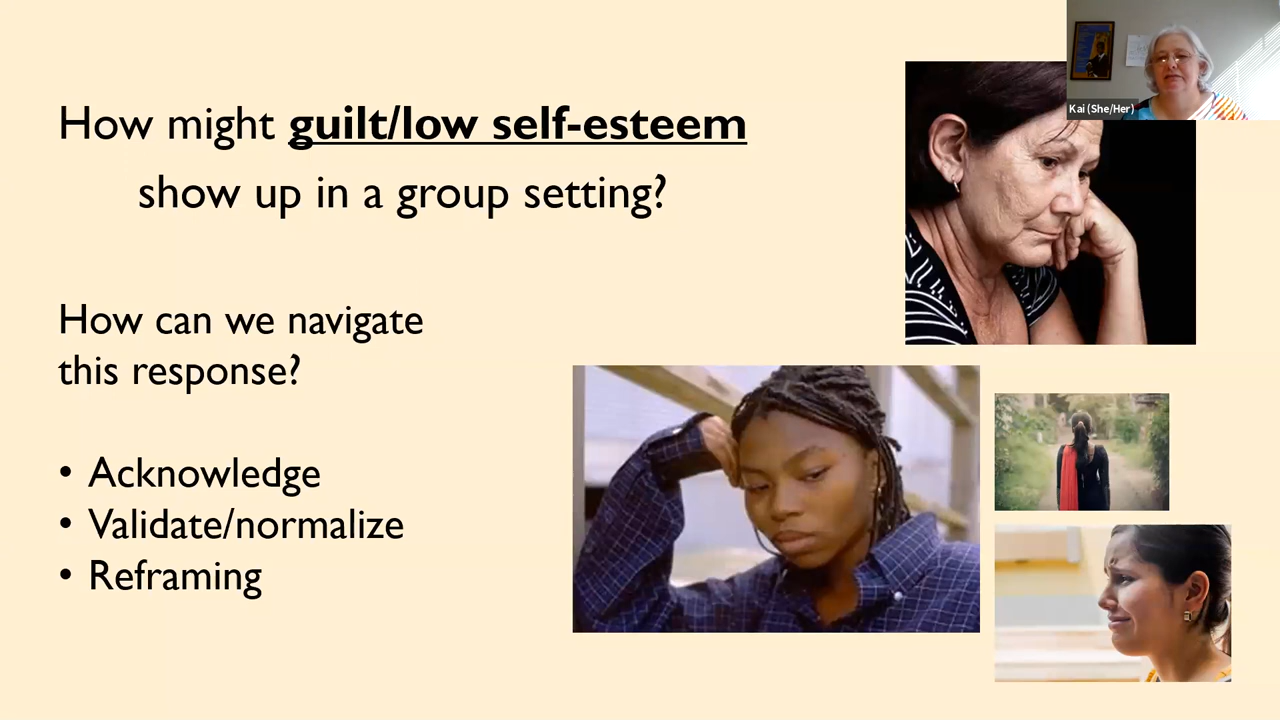 How might guilt/low self-esteem
show up in a group setting?
How can we navigate
this response?
• Acknowledge
• Validate/normalize
• Reframing
Kai (She/Her)